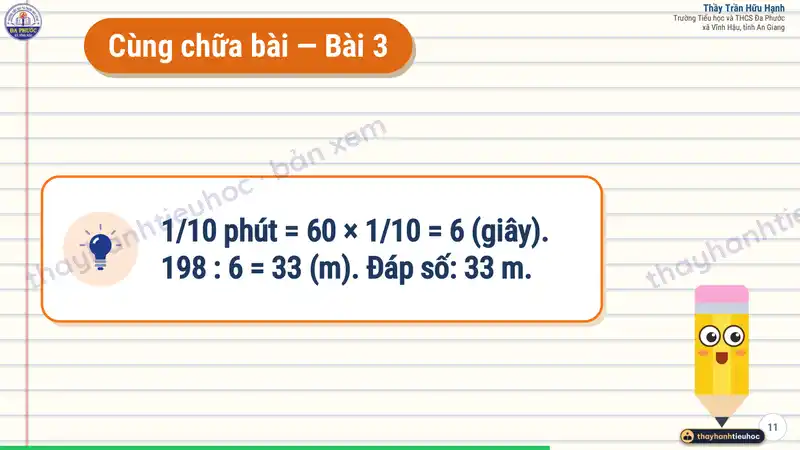 Thầy Trần Hữu Hạnh
Trường Tiểu học và THCS Đa Phước
xã Vĩnh Hậu, tỉnh An Giang
ĐA PHƯỚC
Cùng chữa bài – Bài 3
thayhanhtieuhoc · bản xem
1/10 phút = 60 × 1/10 = 6 (giây).
198 : 6 = 33 (m). Đáp số: 33 m.
thayhanhtieuhoc
11